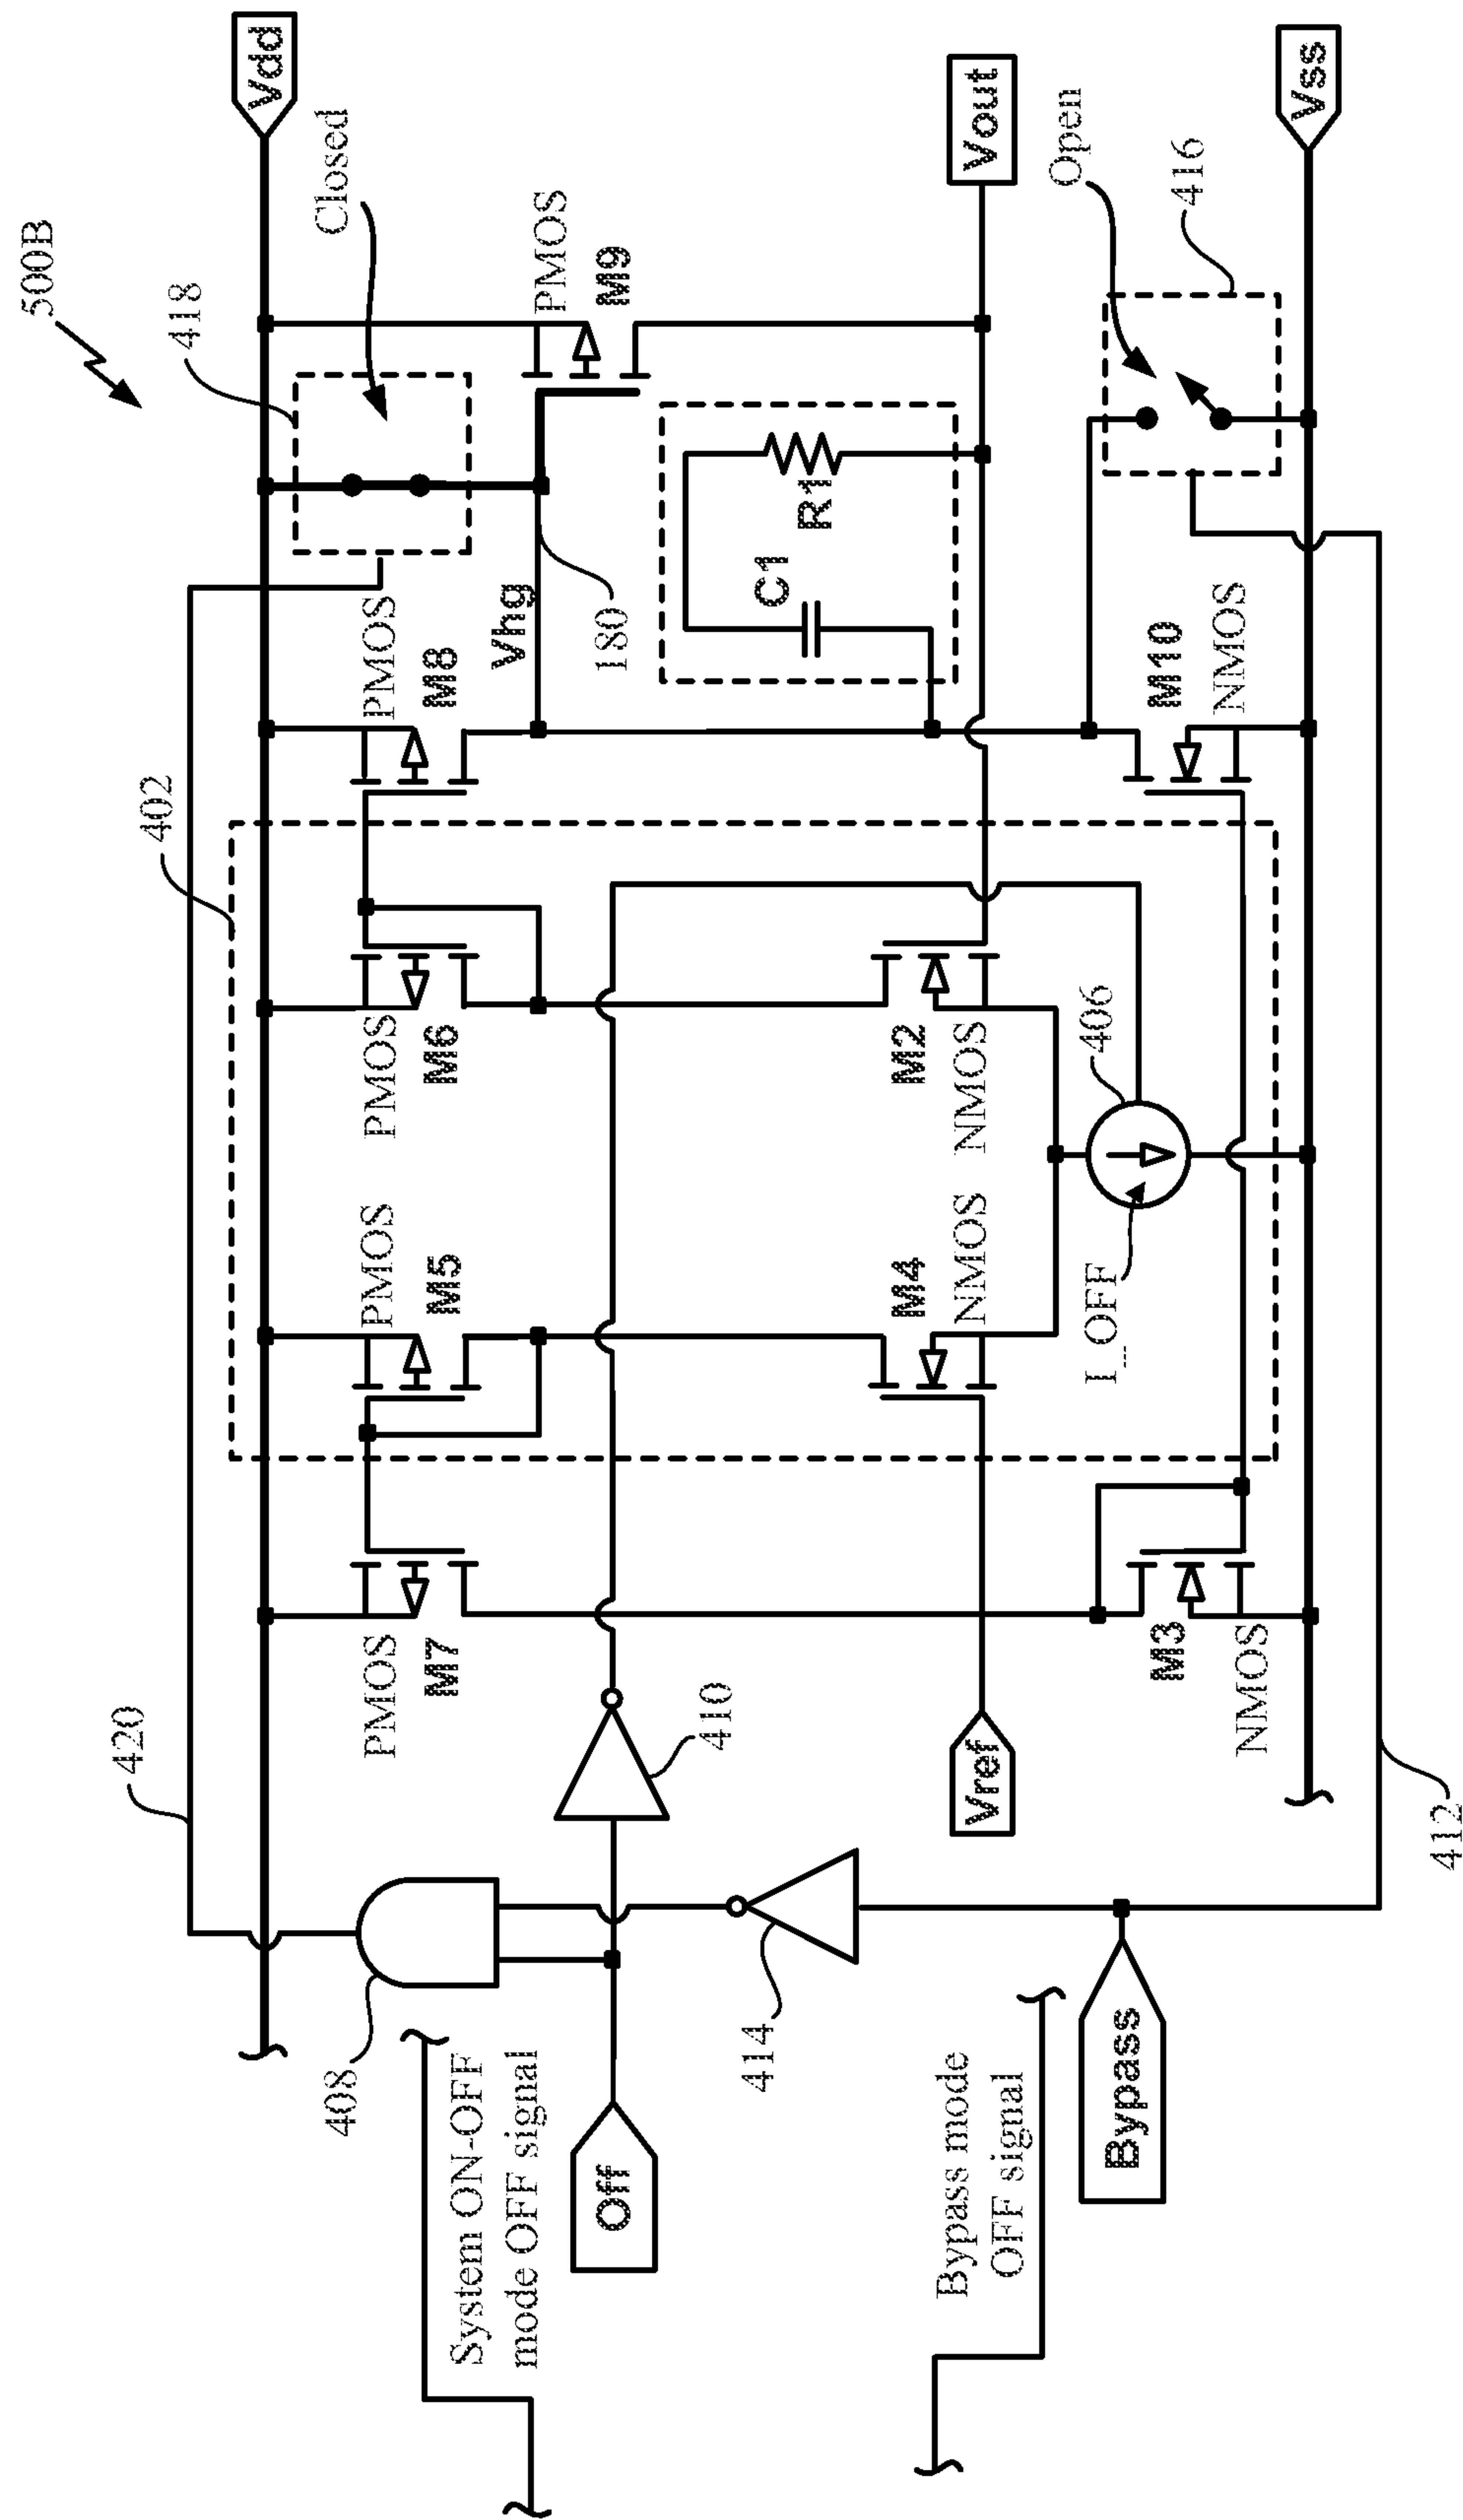 500B
Vdd
418
Closed
PMOS
M9
Vout
Open
416
Vss
402
PMOS
M8
Vhg
180
C1
R1
M10
NMOS
PMOS
M6
M2
NMOS
406
PMOS
M5
M4
NMOS
I_OFF
420
PMOS
M7
410
Vref
M3
NMOS
412
408
414
System ON-OFF
mode OFF signal
Off
Bypass mode
OFF signal
Bypass